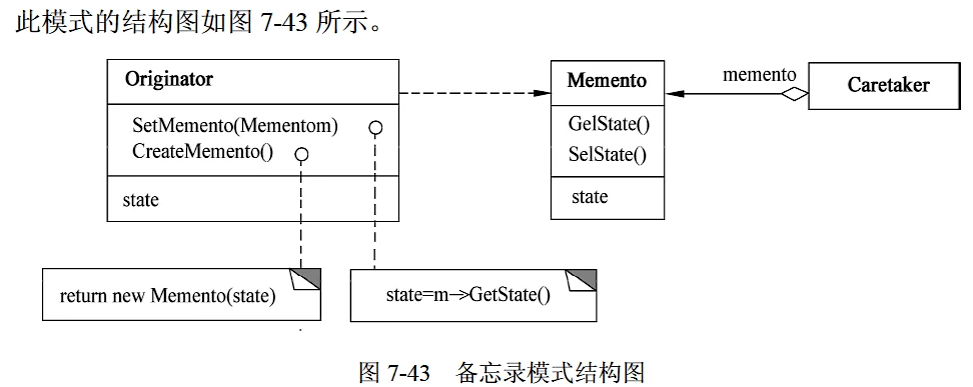 此模式的结构图如图 7-43 所示。
Originator
SetMemento(Mementom)
CreateMemento()
state
Memento
GelState()
SelState()
state
memento
Caretaker
return new Memento(state)
state=m->GetState()
图 7-43 备忘录模式结构图